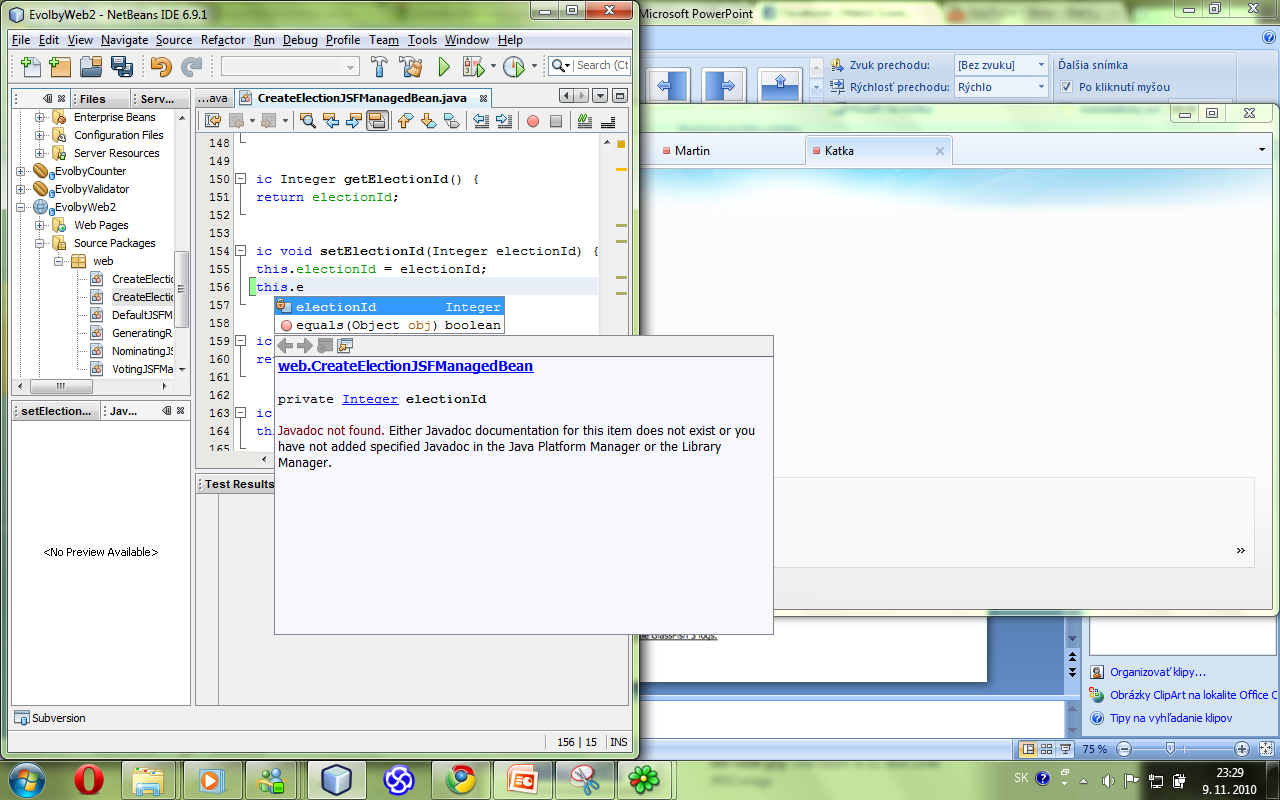 EvolbyWeb2 - NetBeans IDE 6.9.1
File Edit View Navigate Source Refactor Run Debug Profile Team Tools Window Help
Search (Ct
Files
Serv...
Enterprise Beans
Configuration Files
Server Resources
EvolbyCounter
EvolbyValidator
EvolbyWeb2
Web Pages
Source Packages
web
CreateElectio
CreateElectio
DefaultJSFM
GeneratingR
NominatingJS
VotingJSFMa
setElection...
Jav...
<No Preview Available>
...ava
CreateElectionJSFManagedBean.java
148
149
150 ic Integer getElectionId() {
151 return electionId;
152
153
154 ic void setElectionId(Integer electionId) {
155 this.electionId = electionId;
156 this.e
157
158
159 ic
160 re
161
162
163 ic
164 th
165
electionId Integer
equals(Object obj) boolean
web.CreateElectionJSFManagedBean
private Integer electionId
Javadoc not found. Either Javadoc documentation for this item does not exist or you
have not added specified Javadoc in the Java Platform Manager or the Library
Manager.
Test Results
Subversion
156 | 15 INS
Microsoft PowerPoint
Zvuk prechodu: [Bez zvuku]
Rýchlosť prechodu: Rýchlo
Ďalšia snímka
Po kliknutí myšou
Martin
Katka
»
GlassFish 3 logs.
Organizovať klipy...
Obrázky ClipArt na lokalite Office O
Tipy na vyhľadanie klipov
75 %
SK
23:29
9. 11. 2010